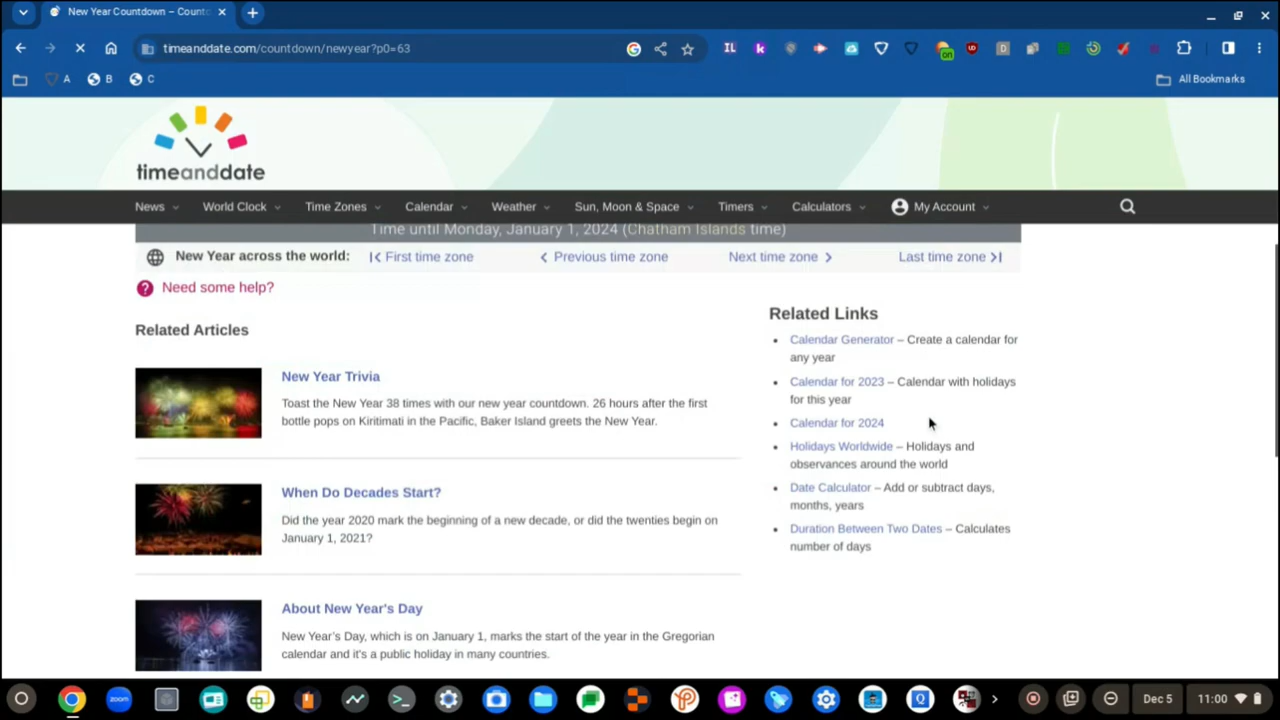 New Year Countdown – Count
timeanddate.com/countdown/newyear?p0=63
IL
k
UD
on
D
A
B
C
All Bookmarks
timeanddate
News
World Clock
Time Zones
Calendar
Weather
Sun, Moon & Space
Timers
Calculators
My Account
Time until Monday, January 1, 2024 (Chatham Islands time)
New Year across the world:
First time zone
Previous time zone
Next time zone
Last time zone
Need some help?
Related Articles
New Year Trivia
Toast the New Year 38 times with our new year countdown. 26 hours after the first
bottle pops on Kiritimati in the Pacific, Baker Island greets the New Year.
When Do Decades Start?
Did the year 2020 mark the beginning of a new decade, or did the twenties begin on
January 1, 2021?
About New Year's Day
New Year's Day, which is on January 1, marks the start of the year in the Gregorian
calendar and it's a public holiday in many countries.
Related Links
Calendar Generator – Create a calendar for
any year
Calendar for 2023 – Calendar with holidays
for this year
Calendar for 2024
Holidays Worldwide – Holidays and
observances around the world
Date Calculator – Add or subtract days,
months, years
Duration Between Two Dates – Calculates
number of days
zoom
Q
Dec 5
11:00